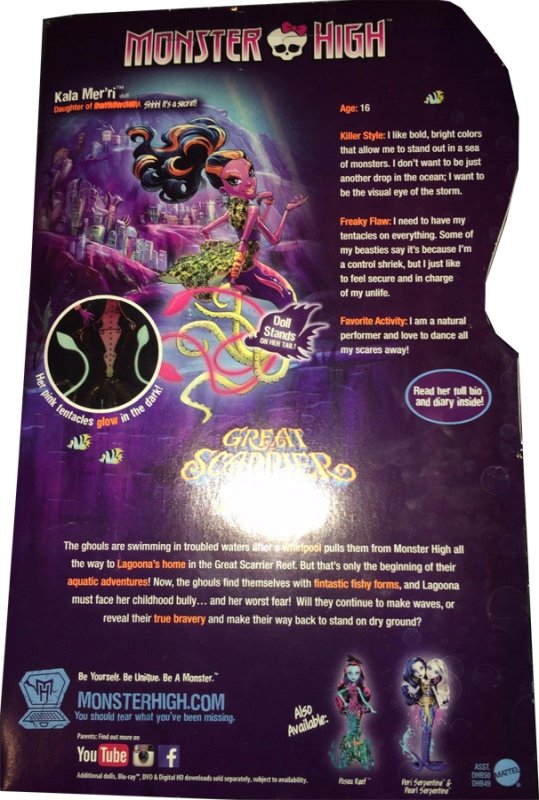 MONSTER HIGH™
Kala Mer'ri™ doll
Daughter of Shhh! It's a secret!
Age: 16
Killer Style: I like bold, bright colors
that allow me to stand out in a sea
of monsters. I don't want to be just
another drop in the ocean; I want to
be the visual eye of the storm.
Freaky Flaw: I need to have my
tentacles on everything. Some of
my beasties say it's because I'm
a control shriek, but I just like
to feel secure and in charge
of my unlife.
Favorite Activity: I am a natural
performer and love to dance all
my scares away!
Doll
Stands
ON HER TAIL!
Her pink tentacles glow in the dark!
Read her full bio
and diary inside!
GREAT
SCARRIER
The ghouls are swimming in troubled waters after a whirlpool pulls them from Monster High all
the way to Lagoona's home in the Great Scarrier Reef. But that's only the beginning of their
aquatic adventures! Now, the ghouls find themselves with fintastic fishy forms, and Lagoona
must face her childhood bully... and her worst fear! Will they continue to make waves, or
reveal their true bravery and make their way back to stand on dry ground?
Be Yourself. Be Unique. Be A Monster.™
MONSTERHIGH.COM
You should fear what you've been missing.
Parents: Find out more on
YouTube f
Additional dolls, Blu-ray™, DVD & Digital HD downloads sold separately, subject to availability.
Also
Available:
Posea Reef™
Peri Serpentine™ &
Pearl Serpentine™
ASST.
DHB50
DHB49
MATTEL